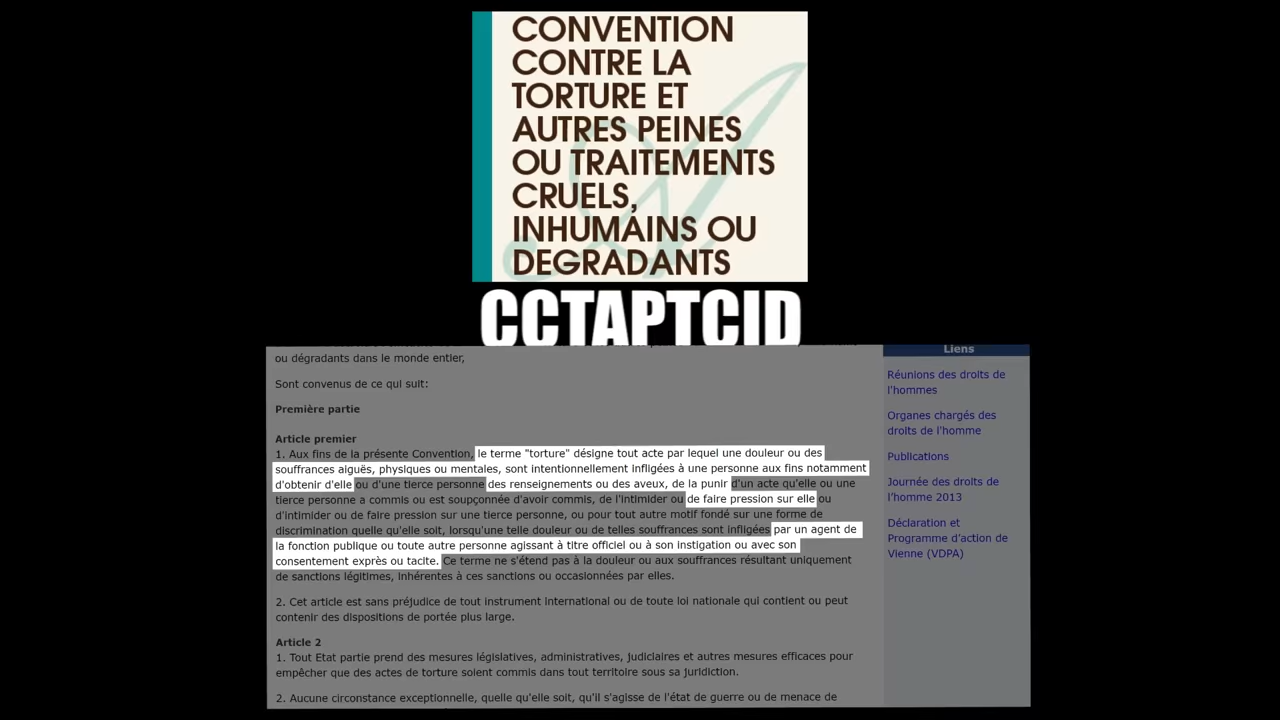 CONVENTION
CONTRE LA
TORTURE ET
AUTRES PEINES
OU TRAITEMENTS
CRUELS,
INHUMAINS OU
DEGRADANTS
CCTAPTCID
ou dégradants dans le monde entier,
Sont convenus de ce qui suit:
Première partie
Article premier
1. Aux fins de la présente Convention, le terme "torture" désigne tout acte par lequel une douleur ou des
souffrances aiguës, physiques ou mentales, sont intentionnellement infligées à une personne aux fins notamment
d'obtenir d'elle ou d'une tierce personne des renseignements ou des aveux, de la punir d'un acte qu'elle ou une
tierce personne a commis ou est soupçonnée d'avoir commis, de l'intimider ou de faire pression sur elle ou
d'intimider ou de faire pression sur une tierce personne, ou pour tout autre motif fondé sur une forme de
discrimination quelle qu'elle soit, lorsqu'une telle douleur ou de telles souffrances sont infligées par un agent de
la fonction publique ou toute autre personne agissant à titre officiel ou à son instigation ou avec son
consentement exprès ou tacite. Ce terme ne s'étend pas à la douleur ou aux souffrances résultant uniquement
de sanctions légitimes, inhérentes à ces sanctions ou occasionnées par elles.
2. Cet article est sans préjudice de tout instrument international ou de toute loi nationale qui contient ou peut
contenir des dispositions de portée plus large.
Article 2
1. Tout Etat partie prend des mesures législatives, administratives, judiciaires et autres mesures efficaces pour
empêcher que des actes de torture soient commis dans tout territoire sous sa juridiction.
2. Aucune circonstance exceptionnelle, quelle qu'elle soit, qu'il s'agisse de l'état de guerre ou de menace de
Liens
Réunions des droits de
l'hommes
Organes chargés des
droits de l'homme
Publications
Journée des droits de
l'homme 2013
Déclaration et
Programme d'action de
Vienne (VDPA)